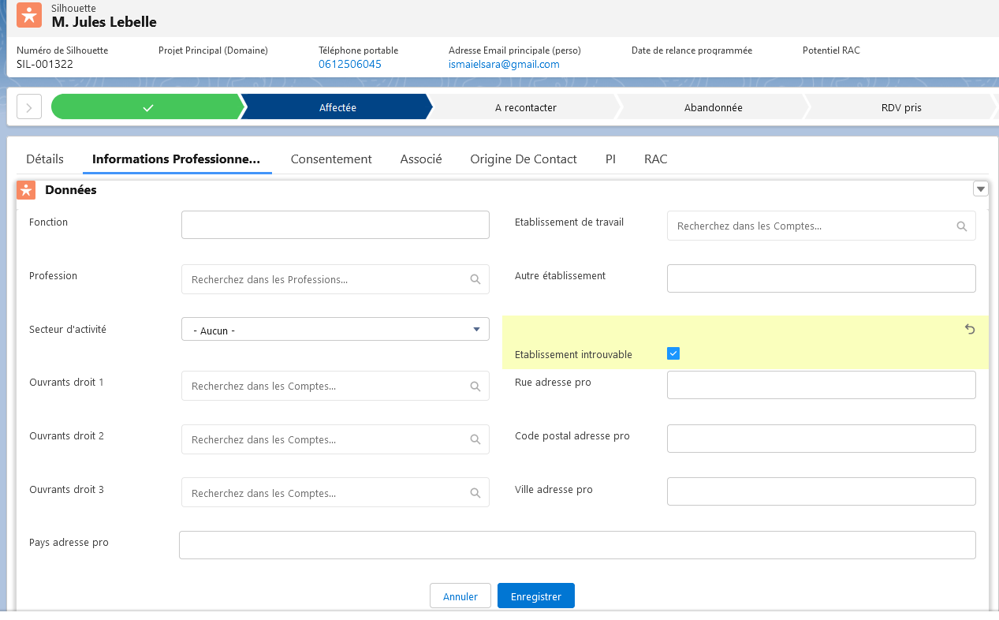 Silhouette
M. Jules Lebelle
Numéro de Silhouette
SIL-001322
Projet Principal (Domaine)
Téléphone portable
0612506045
Adresse Email principale (perso)
ismaielsara@gmail.com
Date de relance programmée
Potentiel RAC
Affectée
A recontacter
Abandonnée
RDV pris
Détails
Informations Professionne...
Consentement
Associé
Origine De Contact
PI
RAC
Données
Fonction
Etablissement de travail
Recherchez dans les Comptes...
Profession
Recherchez dans les Professions...
Autre établissement
Secteur d'activité
- Aucun -
Etablissement introuvable
Ouvrants droit 1
Recherchez dans les Comptes...
Rue adresse pro
Ouvrants droit 2
Recherchez dans les Comptes...
Code postal adresse pro
Ouvrants droit 3
Recherchez dans les Comptes...
Ville adresse pro
Pays adresse pro
Annuler
Enregistrer